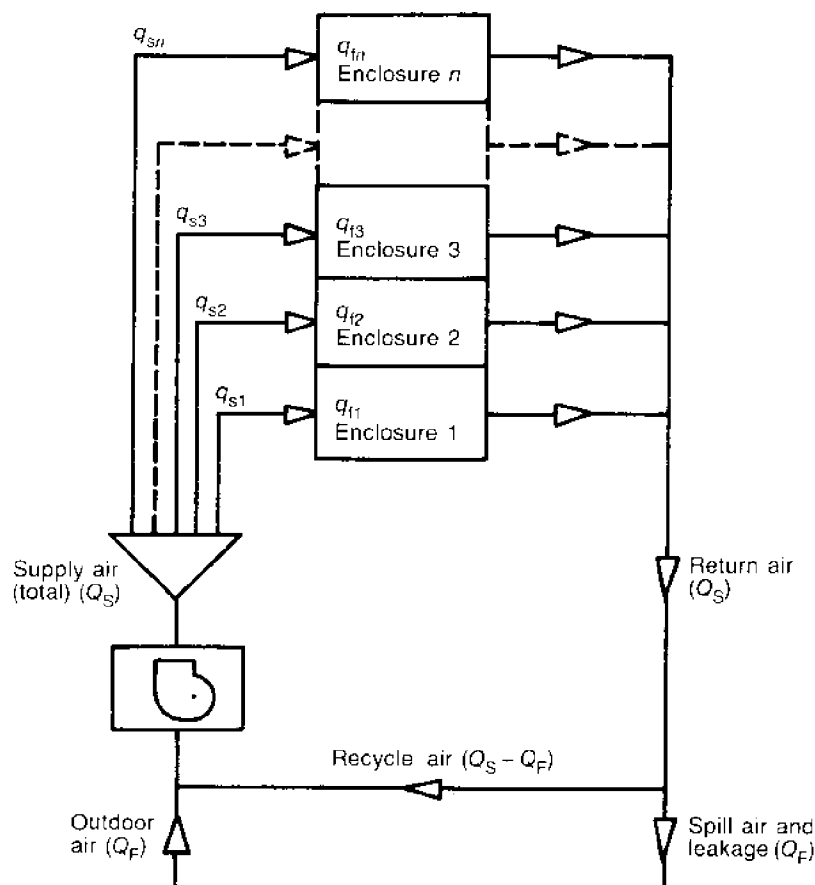 q_sn
q_fn
Enclosure n
q_s3
q_f3
Enclosure 3
q_s2
q_f2
Enclosure 2
q_s1
q_f1
Enclosure 1
Supply air
(total) (Q_S)
Return air
(Q_S)
Recycle air (Q_S – Q_F)
Outdoor
air (Q_F)
Spill air and
leakage (Q_F)